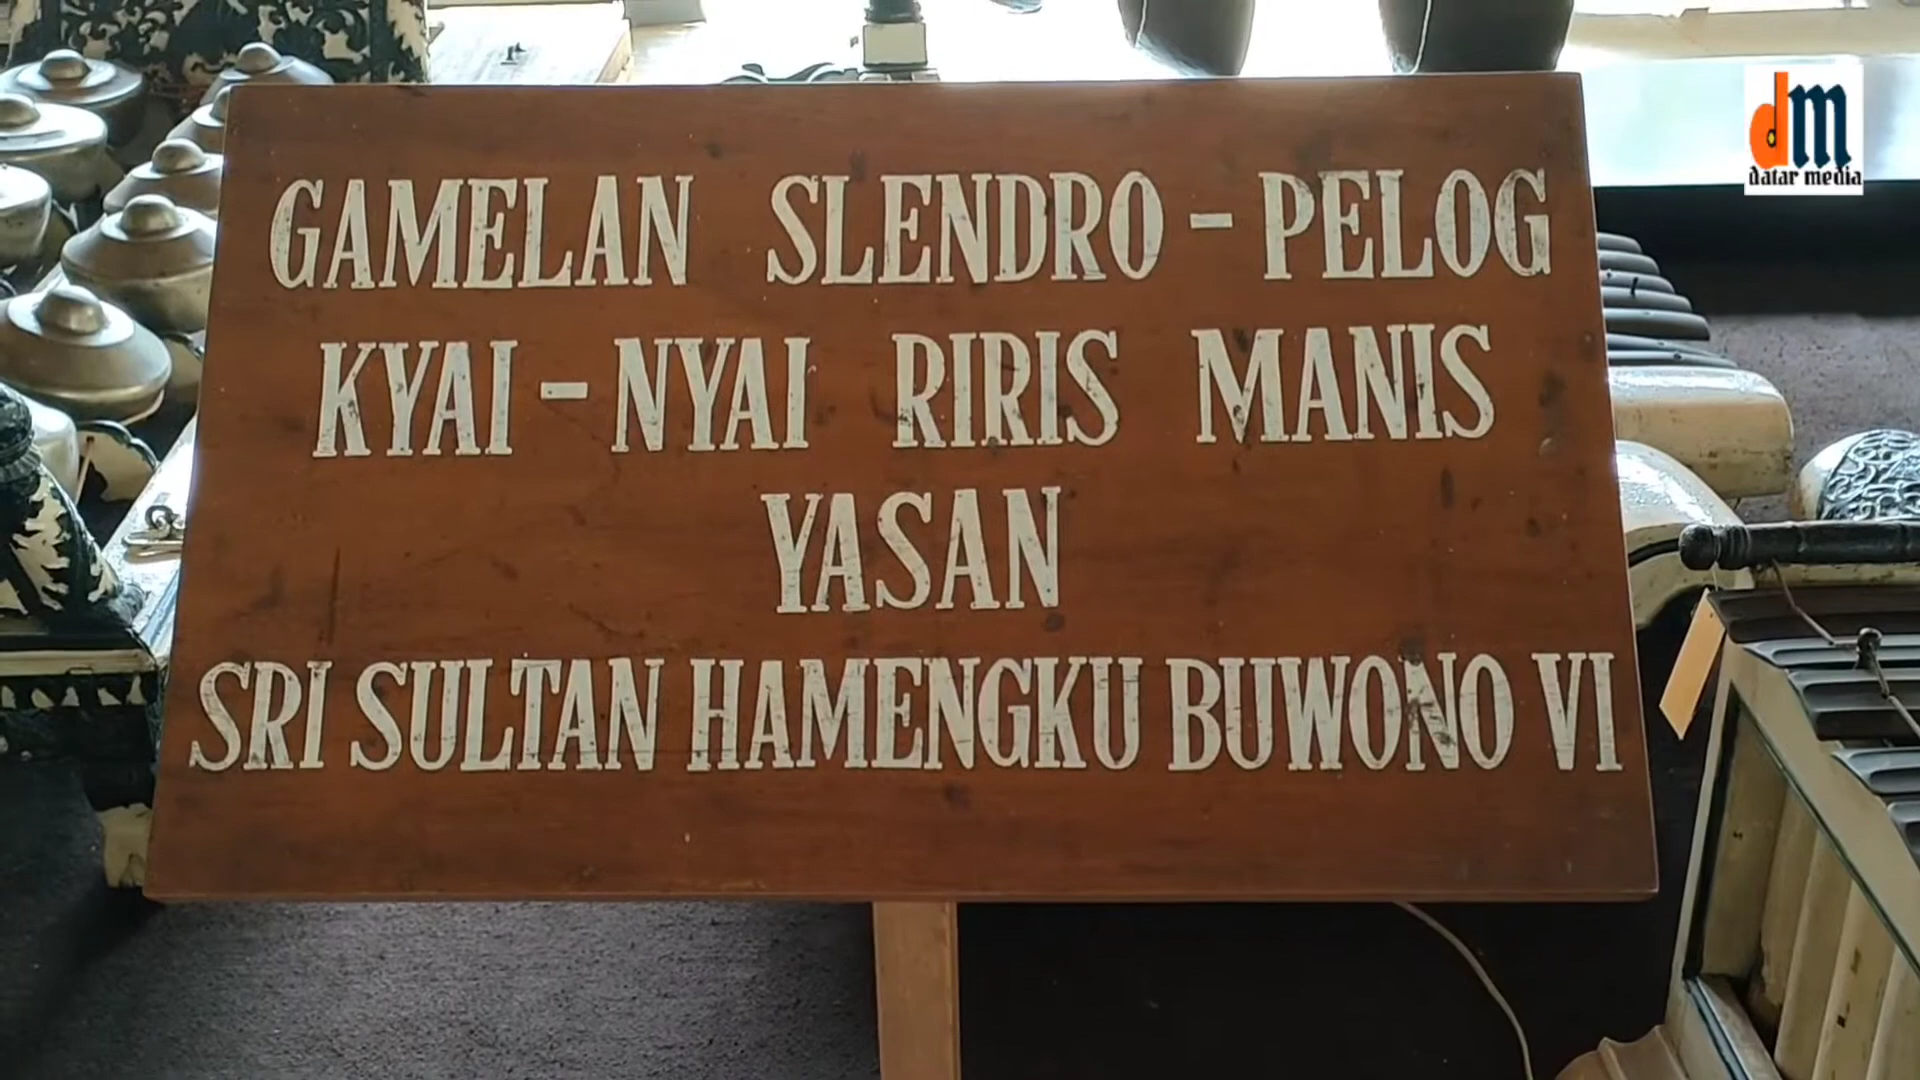 GAMELAN SLENDRO - PELOG
KYAI - NYAI RIRIS MANIS
YASAN
SRI SULTAN HAMENGKU BUWONO VI
dm
datar media